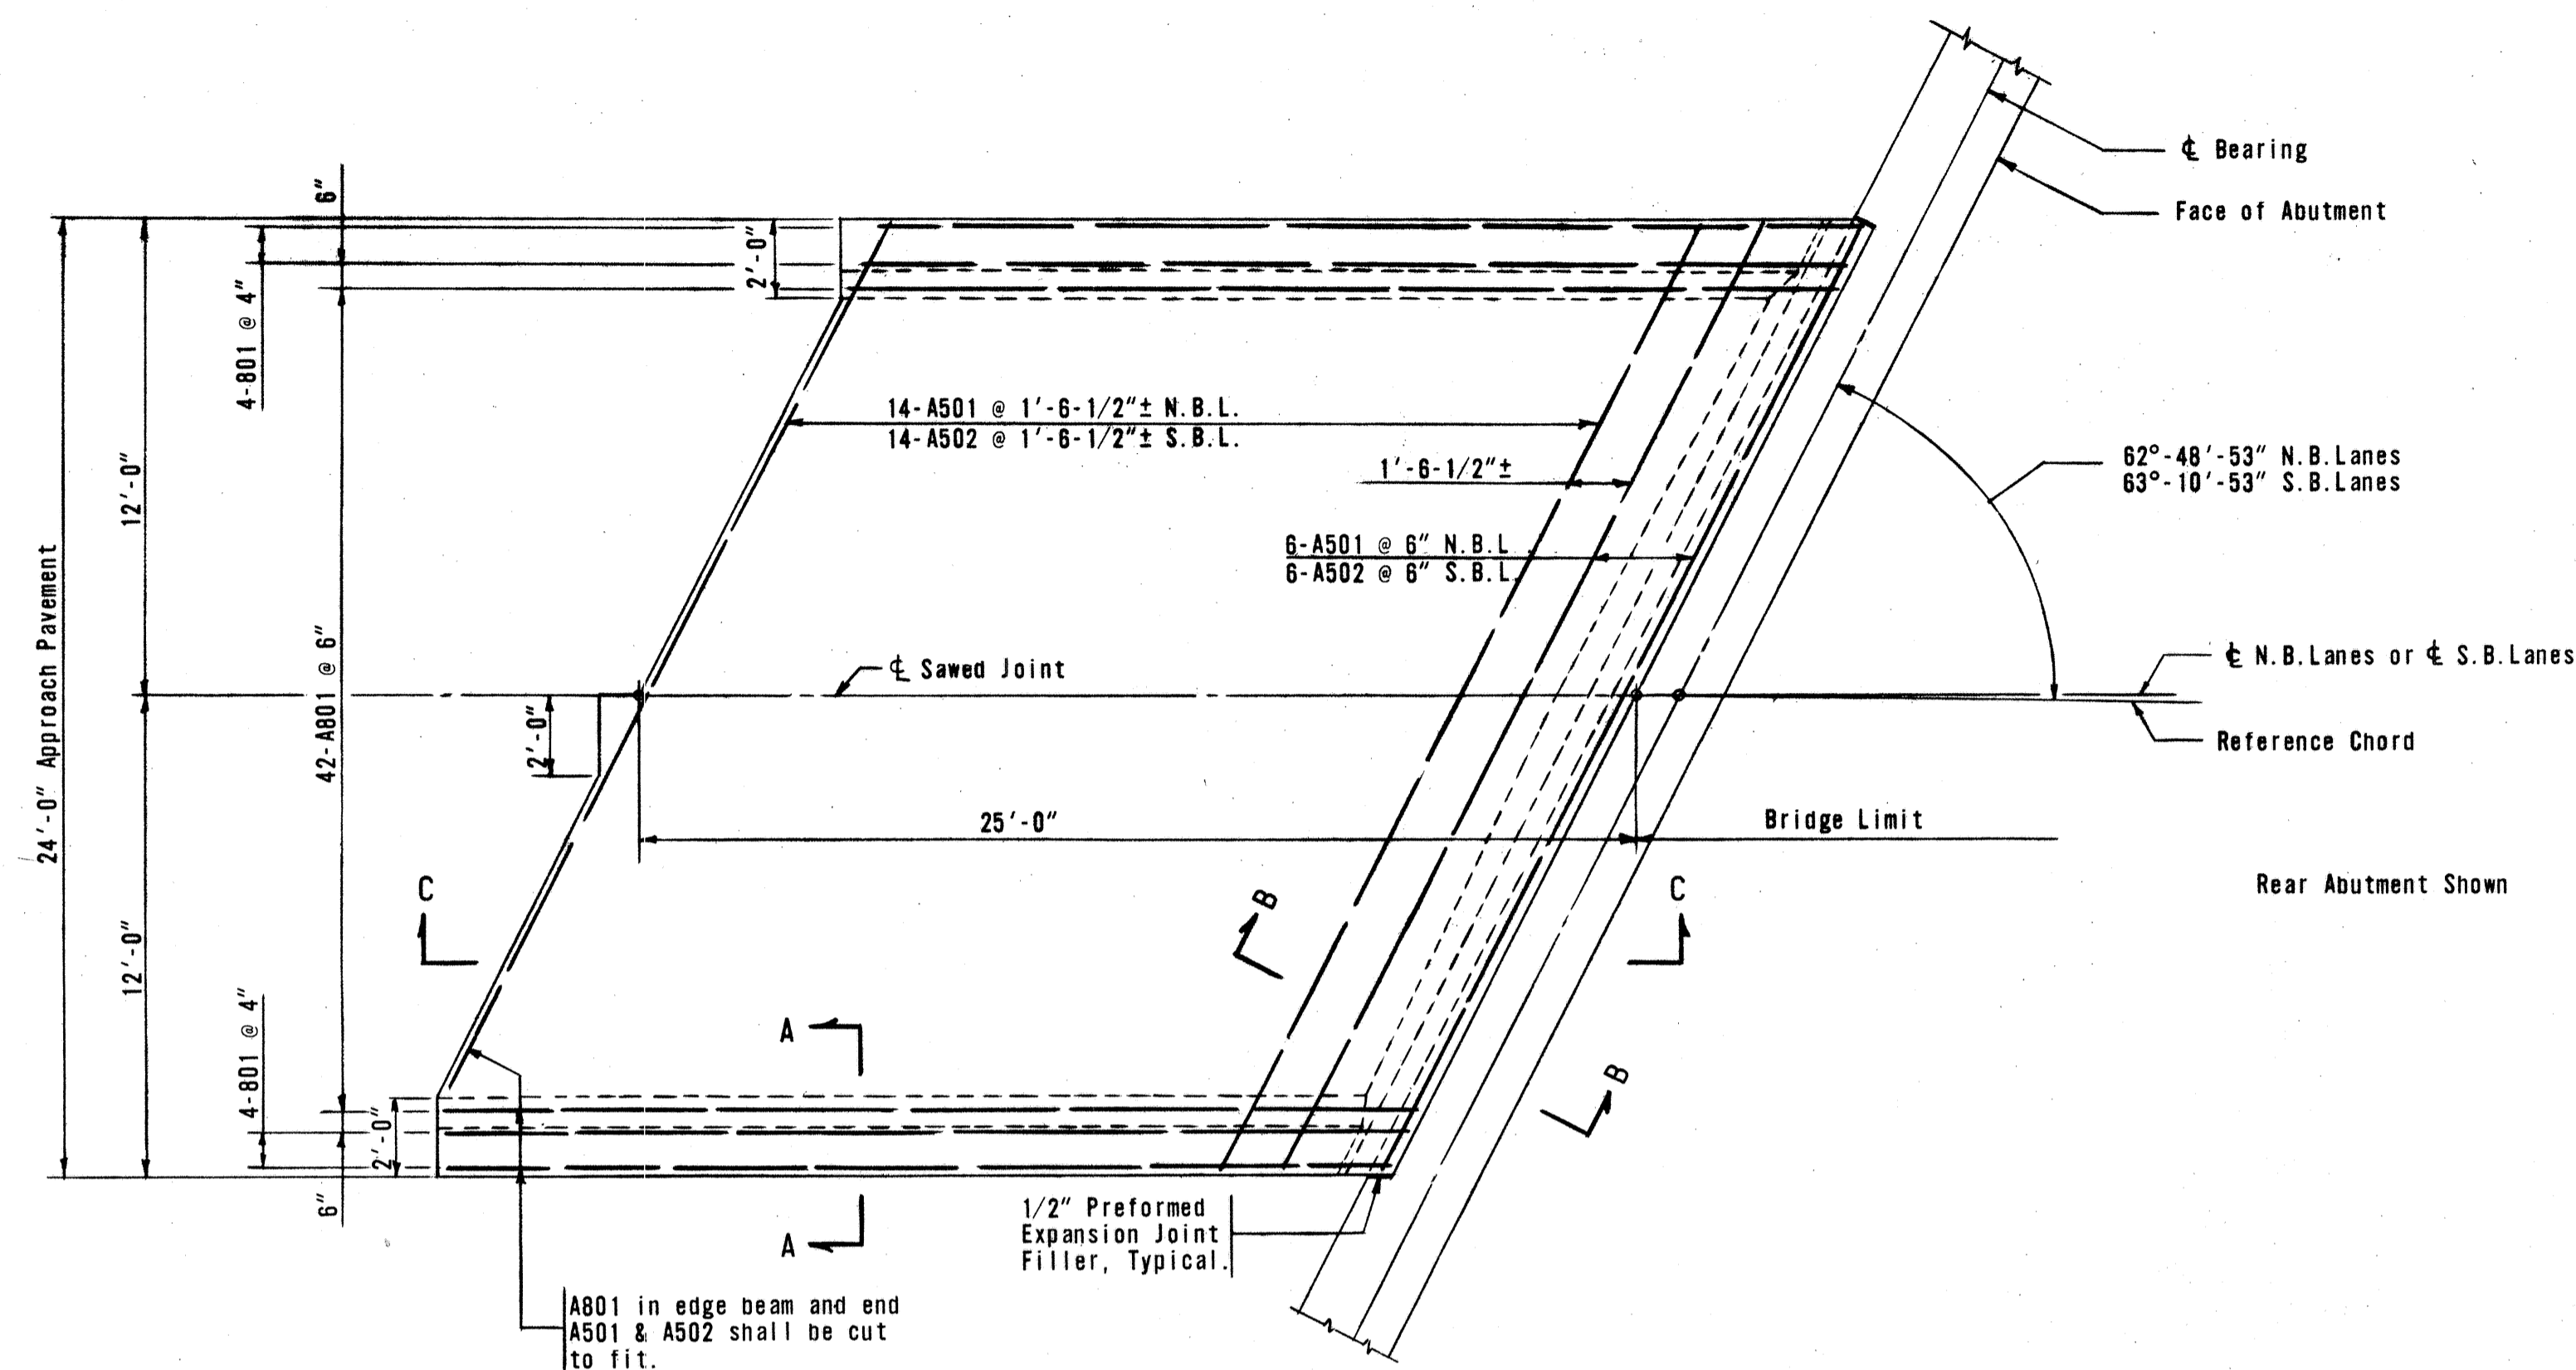 ℄ Bearing
Face of Abutment
6"
2'-0"
4-801 @ 4"
14-A501 @ 1'-6-1/2"± N.B.L.
14-A502 @ 1'-6-1/2"± S.B.L.
1'-6-1/2"±
62°-48'-53" N.B.Lanes
63°-10'-53" S.B.Lanes
12'-0"
6-A501 @ 6" N.B.L.
6-A502 @ 6" S.B.L.
24'-0" Approach Pavement
42-A801 @ 6"
℄ Sawed Joint
℄ N.B.Lanes or ℄ S.B.Lanes
Reference Chord
2'-0"
25'-0"
Bridge Limit
Rear Abutment Shown
C
B
C
12'-0"
4-801 @ 4"
A
B
2'-0"
6"
A
1/2" Preformed
Expansion Joint
Filler, Typical.
A801 in edge beam and end
A501 & A502 shall be cut
to fit.